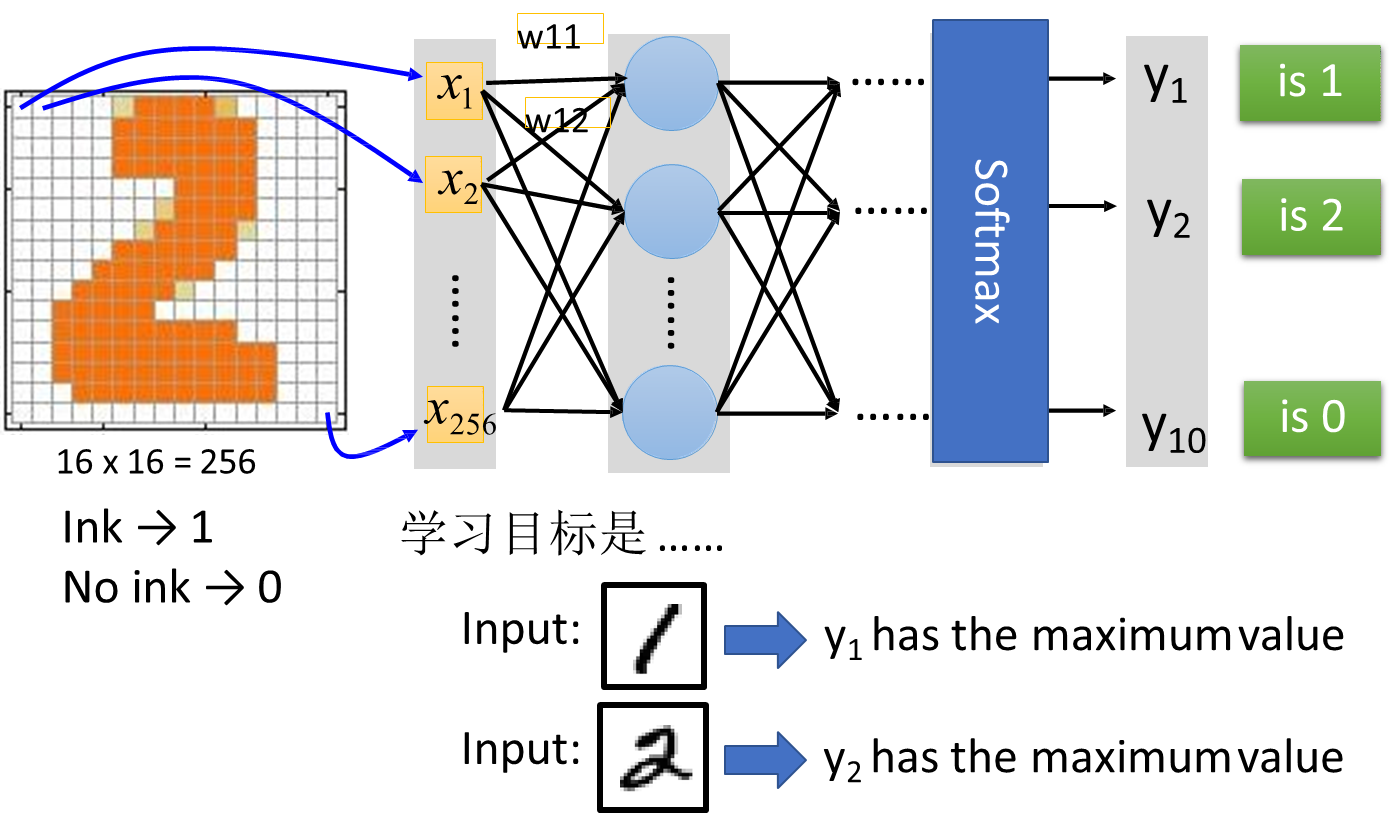 w11
w12
x1
x2
⋮
x256
⋮
……
……
……
Softmax
y1
y2
y10
is 1
is 2
is 0
16 x 16 = 256
Ink → 1
No ink → 0
学习目标是 ……
Input: 1 y1 has the maximum value
Input: 2 y2 has the maximum value